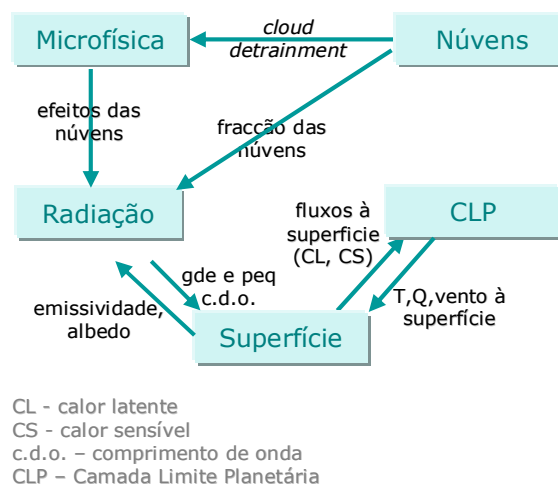 Microfísica
cloud
detrainment
Núvens
efeitos das
núvens
fracção das
núvens
Radiação
fluxos à
superficie
(CL, CS)
CLP
gde e peq
c.d.o.
emissividade,
albedo
T,Q,vento à
superfície
Superfície
CL - calor latente
CS - calor sensível
c.d.o. – comprimento de onda
CLP – Camada Limite Planetária